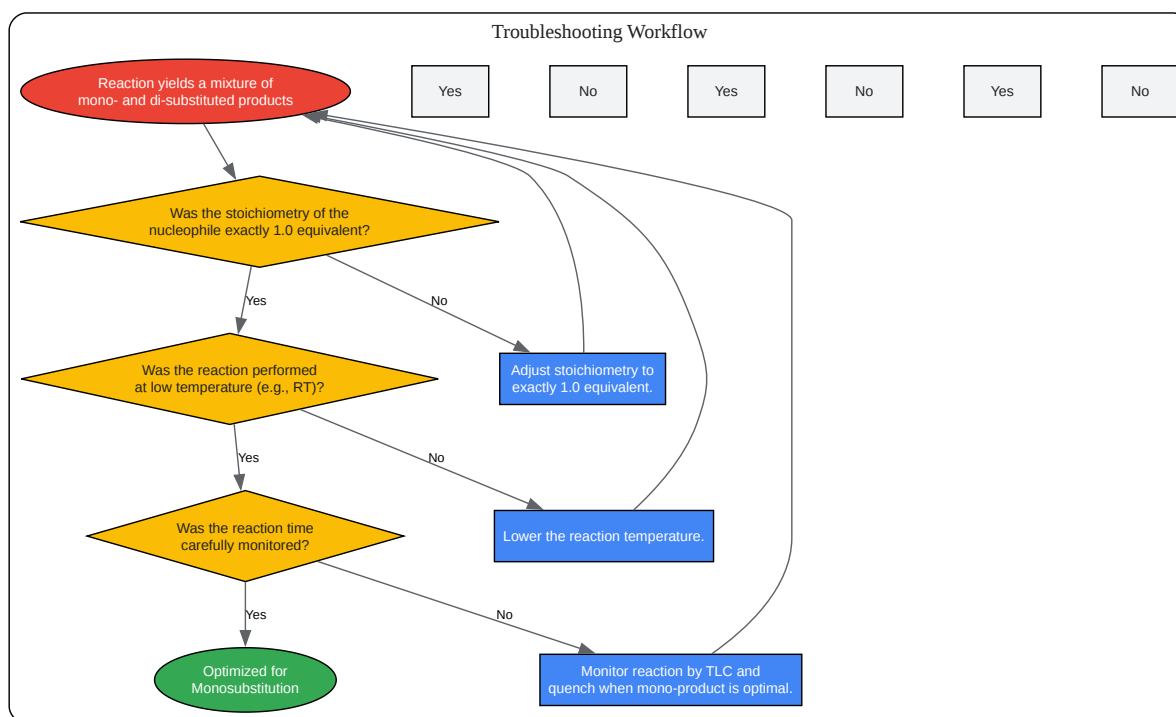 Troubleshooting Workflow
Reaction yields a mixture of
mono- and di-substituted products
Yes
No
Yes
No
Yes
No
Was the stoichiometry of the
nucleophile exactly 1.0 equivalent?
Yes
No
Was the reaction performed
at low temperature (e.g., RT)?
Adjust stoichiometry to
exactly 1.0 equivalent.
Yes
No
Was the reaction time
carefully monitored?
Lower the reaction temperature.
Yes
No
Optimized for
Monosubstitution
Monitor reaction by TLC and
quench when mono-product is optimal.